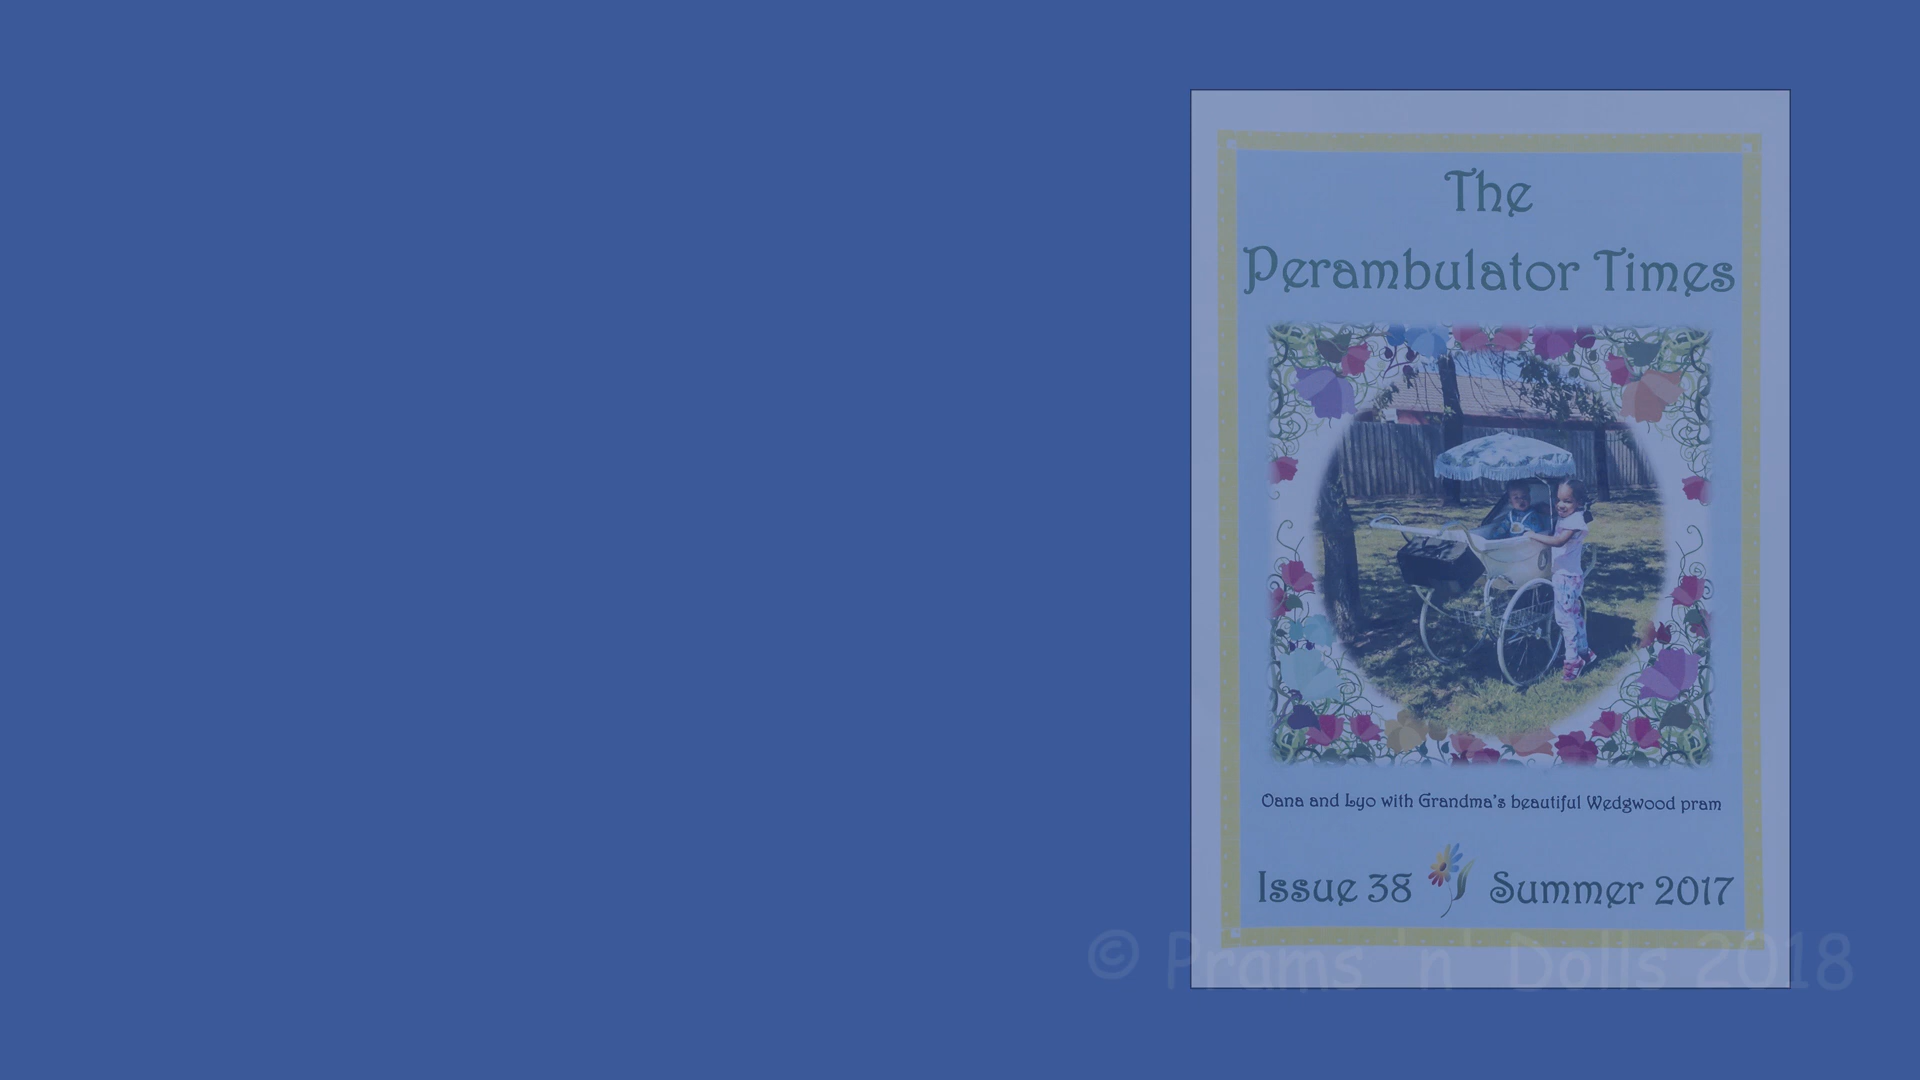 The
Perambulator Times
Oana and Lyo with Grandma's beautiful Wedgwood pram
Issue 38 Summer 2017
© Prams 'n' Dolls 2018